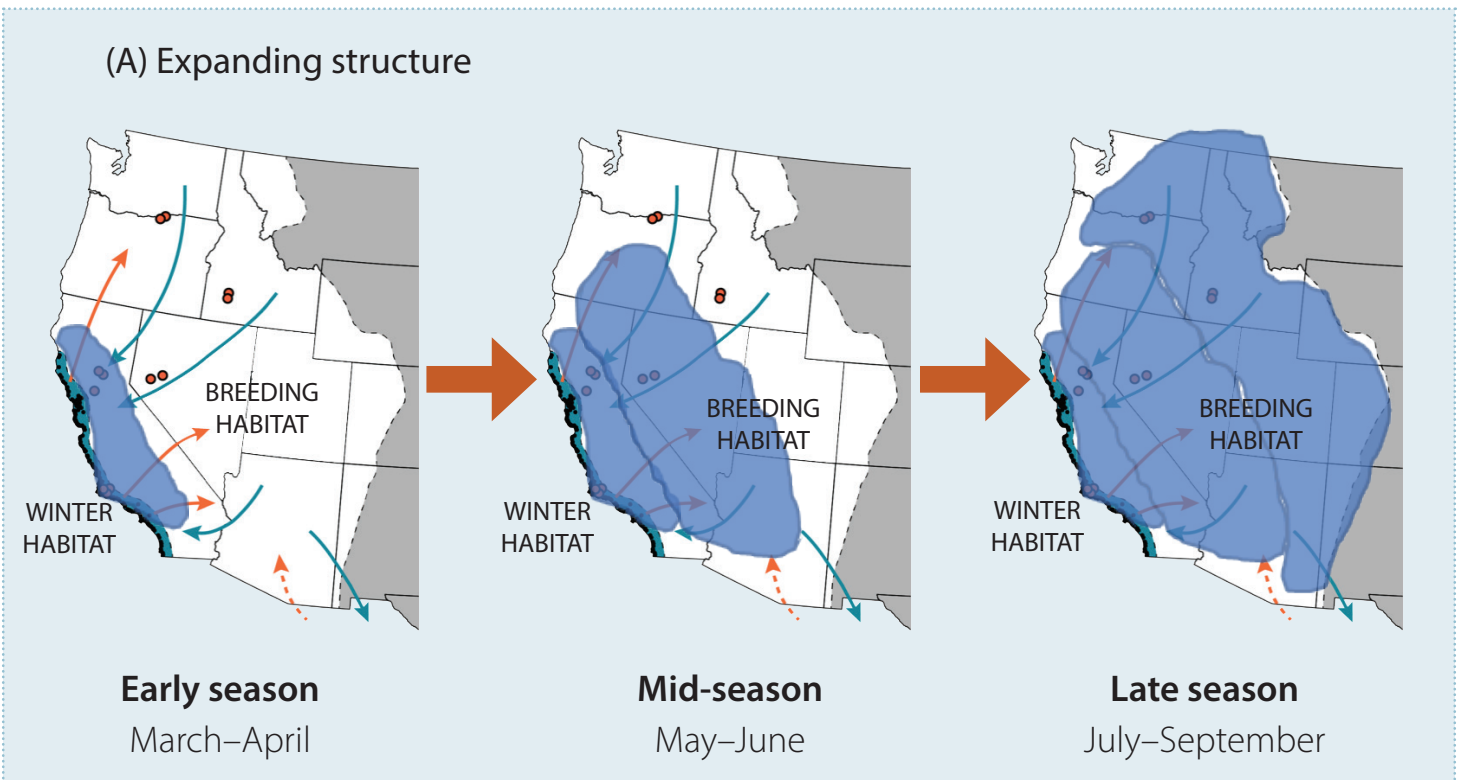 (A) Expanding structure
BREEDING
HABITAT
WINTER
HABITAT
Early season
March–April
BREEDING
HABITAT
WINTER
HABITAT
Mid-season
May–June
BREEDING
HABITAT
WINTER
HABITAT
Late season
July–September